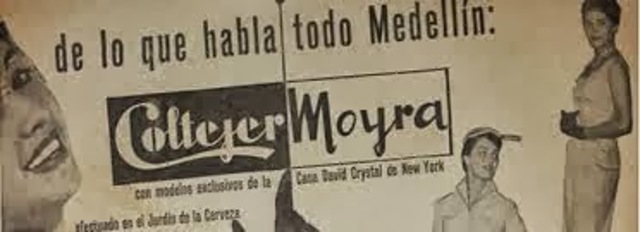 de lo que habla todo Medellín:
Coltejer Moyra
con modelos exclusivos de la Casa David Crystal de New York
efectuado en el Jardín de la Cerveza